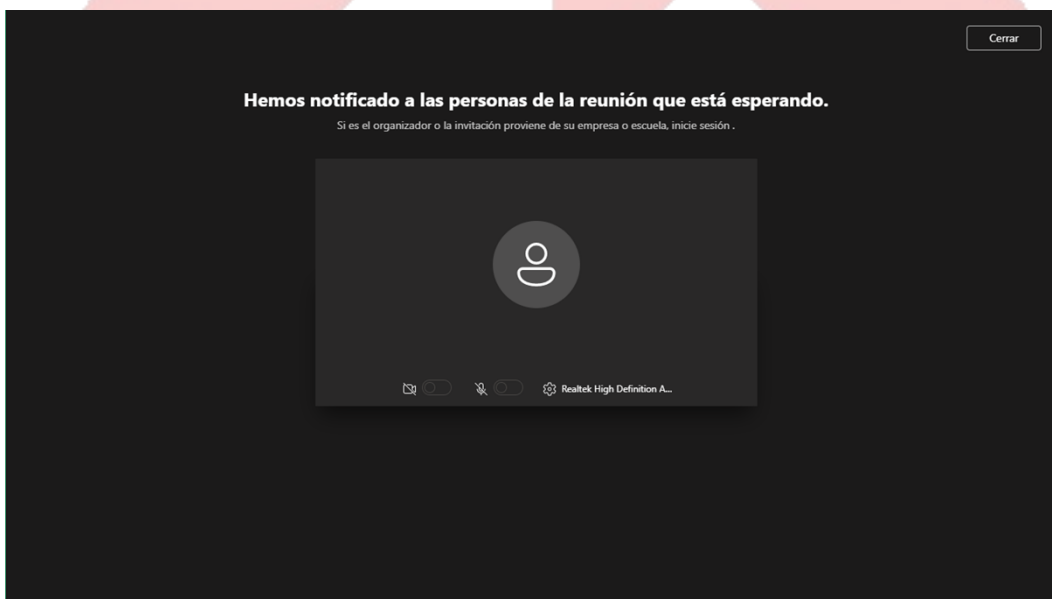 Cerrar
Hemos notificado a las personas de la reunión que está esperando.
Si es el organizador o la invitación proviene de su empresa o escuela, inicie sesión .
Realtek High Definition A...